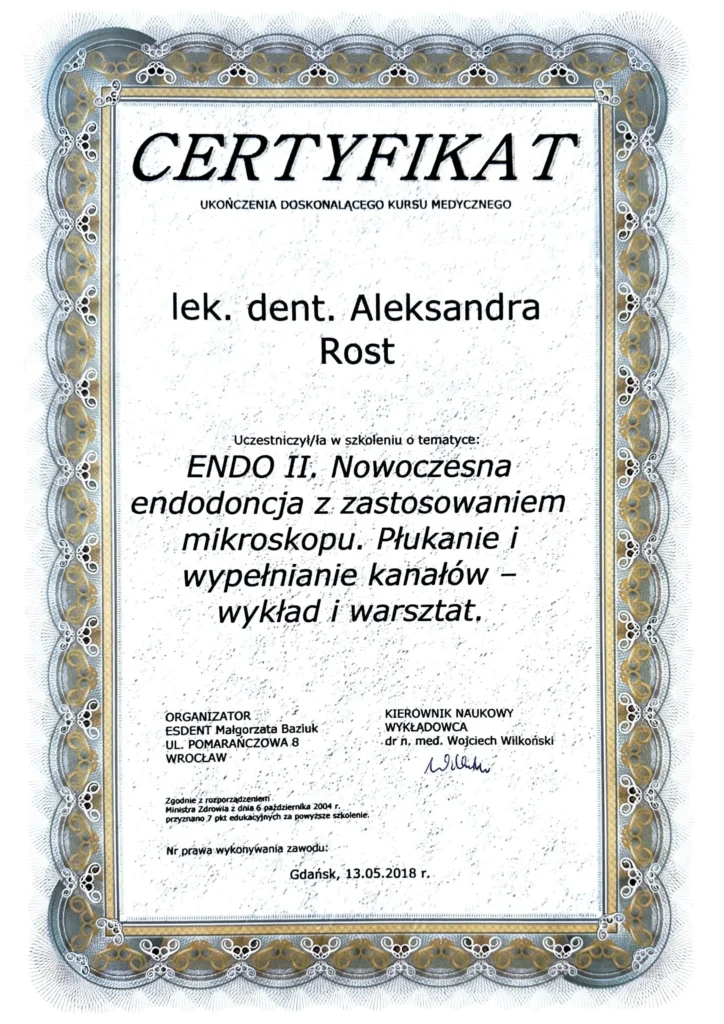 CERTYFIKAT
UKOŃCZENIA DOSKONALĄCEGO KURSU MEDYCZNEGO
lek. dent. Aleksandra
Rost
Uczestniczył/ła w szkoleniu o tematyce:
ENDO II. Nowoczesna
endodoncja z zastosowaniem
mikroskopu. Płukanie i
wypełnianie kanałów –
wykład i warsztat.
ORGANIZATOR
ESDENT Małgorzata Baziuk
UL. POMARAŃCZOWA 8
WROCŁAW
KIEROWNIK NAUKOWY
WYKŁĄDOWCA
dr n. med. Wojciech Wilkoński
Zgodnie z rozporządzeniem
Ministra Zdrowia z dnia 6 października 2004 r.
przyznano 7 pkt edukacyjnych za powyższe szkolenie.
Nr prawa wykonywania zawodu:
Gdańsk, 13.05.2018 r.